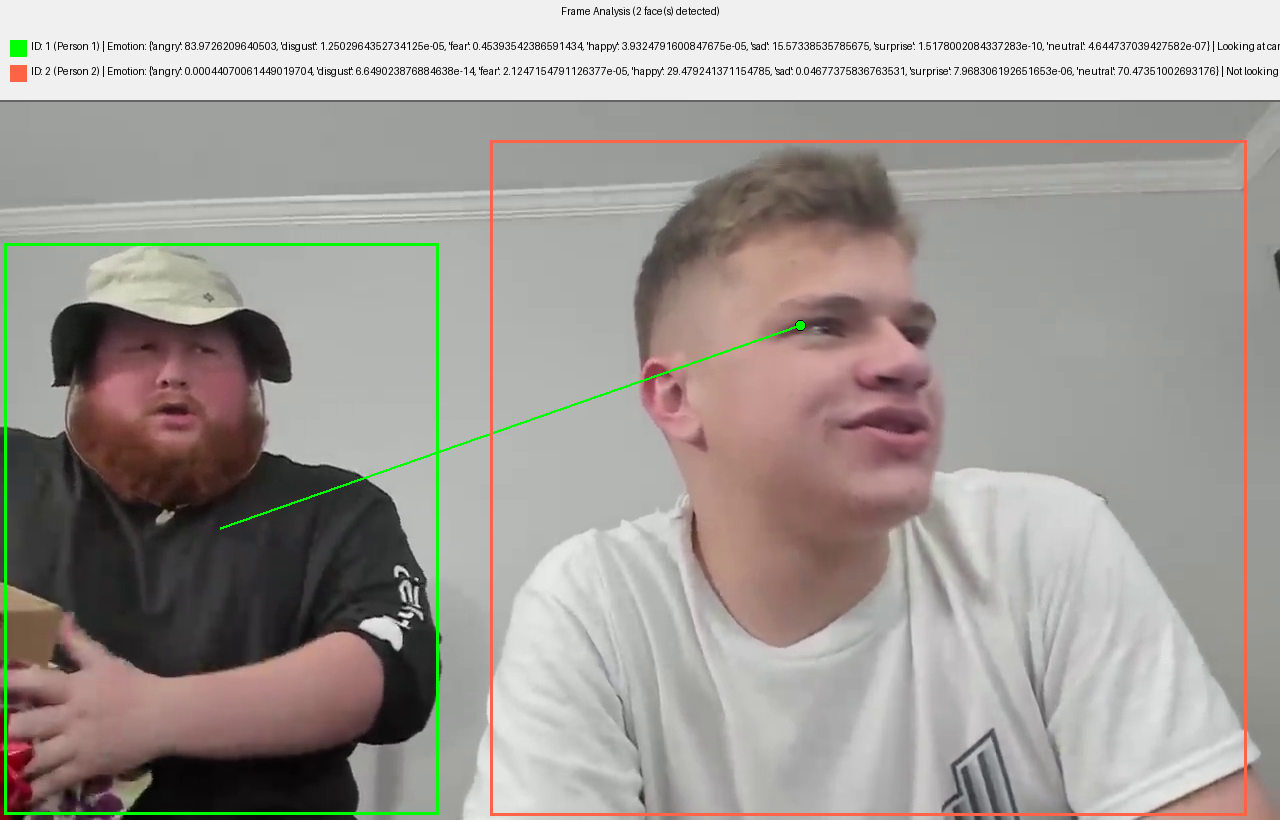 Frame Analysis (2 face(s) detected)
ID: 1 (Person 1) | Emotion: {'angry': 83.9726209640503, 'disgust': 1.2502964352734125e-05, 'fear': 0.45393542386591434, 'happy': 3.9324791600847675e-05, 'sad': 15.57338535785675, 'surprise': 1.5178002084337283e-10, 'neutral': 4.644737039427582e-07} | Looking at
ID: 2 (Person 2) | Emotion: {'angry': 0.00044070061449019704, 'disgust': 6.649023876884638e-14, 'fear': 2.1247154791126377e-05, 'happy': 29.479241371154785, 'sad': 0.04677375836763531, 'surprise': 7.968306192651653e-06, 'neutral': 70.47351002693176} | Not looking